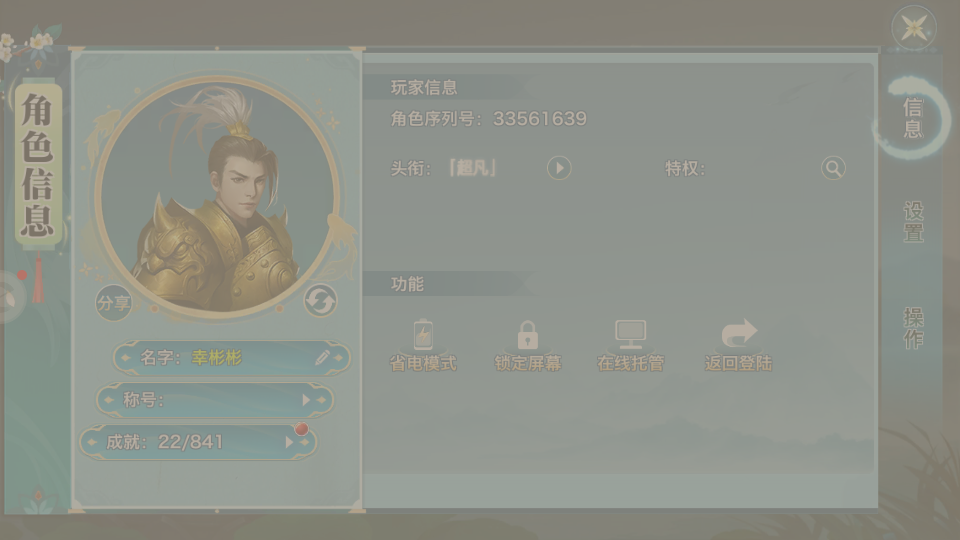 角色信息
分享
名字：幸彬彬
称号：
成就：22/841
玩家信息
角色序列号：33561639
头衔：「超凡」
特权：
功能
省电模式
锁定屏幕
在线托管
返回登陆
信息
设置
操作